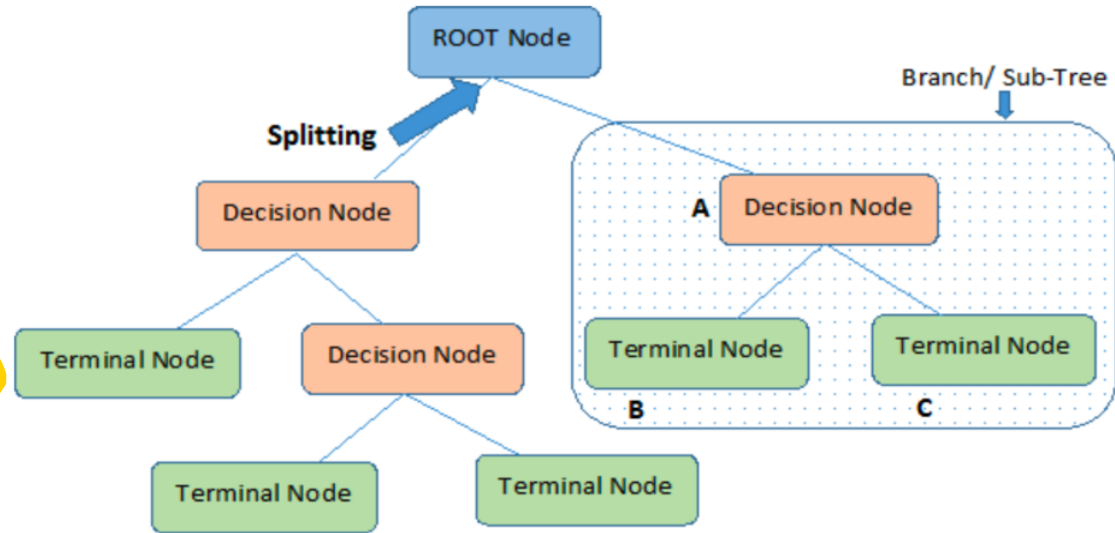 ROOT Node
Branch/ Sub-Tree
Splitting
Decision Node
A
Decision Node
Terminal Node
Decision Node
Terminal Node
Terminal Node
B
C
Terminal Node
Terminal Node